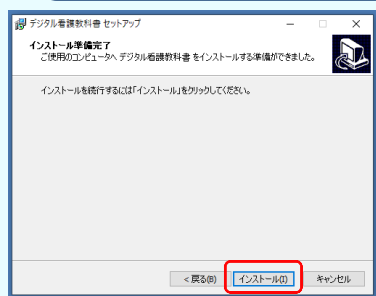 デジタル看護教科書 セットアップ
インストール準備完了
ご使用のコンピュータへ デジタル看護教科書 をインストールする準備ができました。
インストールを続行するには「インストール」をクリックしてください。
< 戻る(B) インストール(I) キャンセル